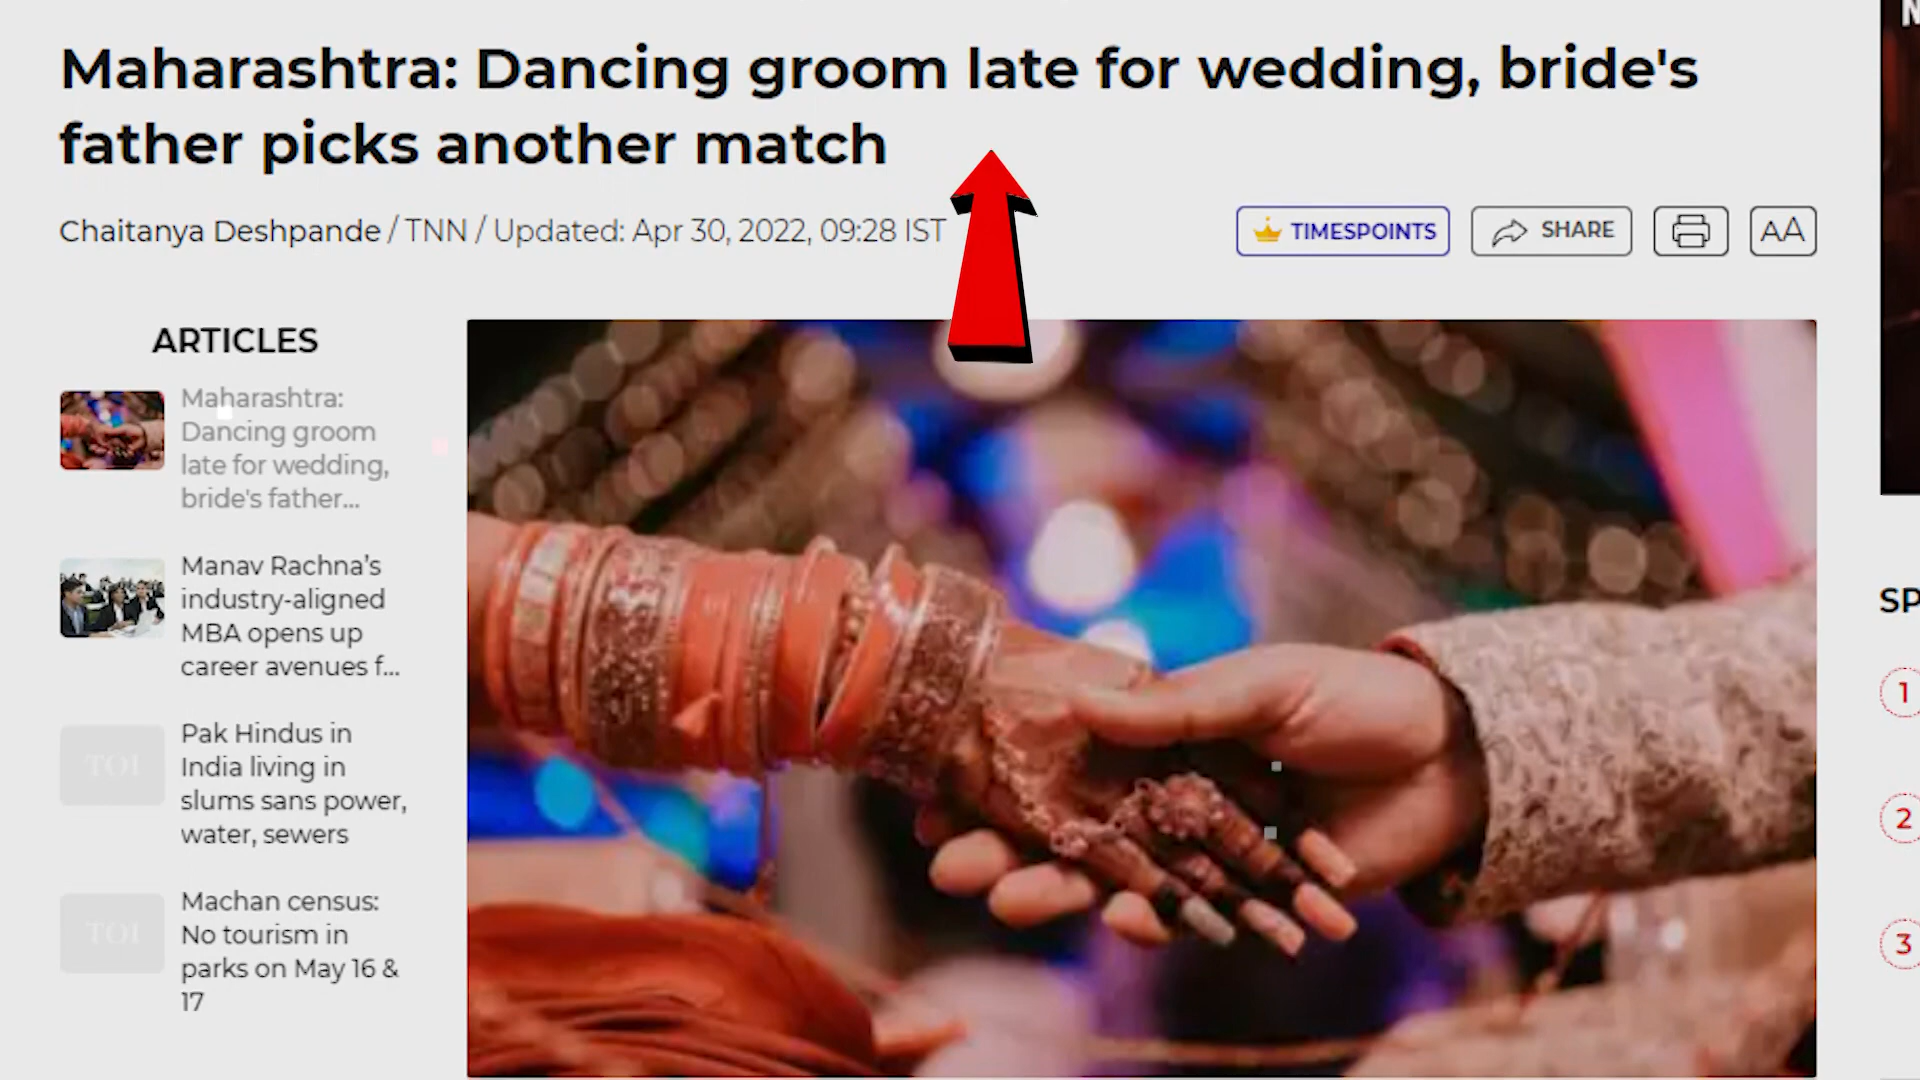 Maharashtra: Dancing groom late for wedding, bride's
father picks another match
Chaitanya Deshpande / TNN / Updated: Apr 30, 2022, 09:28 IST
TIMESPOINTS
SHARE
AA
ARTICLES
Maharashtra:
Dancing groom
late for wedding,
bride's father...
Manav Rachna’s
industry-aligned
MBA opens up
career avenues f...
TOI
Pak Hindus in
India living in
slums sans power,
water, sewers
TOI
Machan census:
No tourism in
parks on May 16 &
17
N
SP
1
2
3